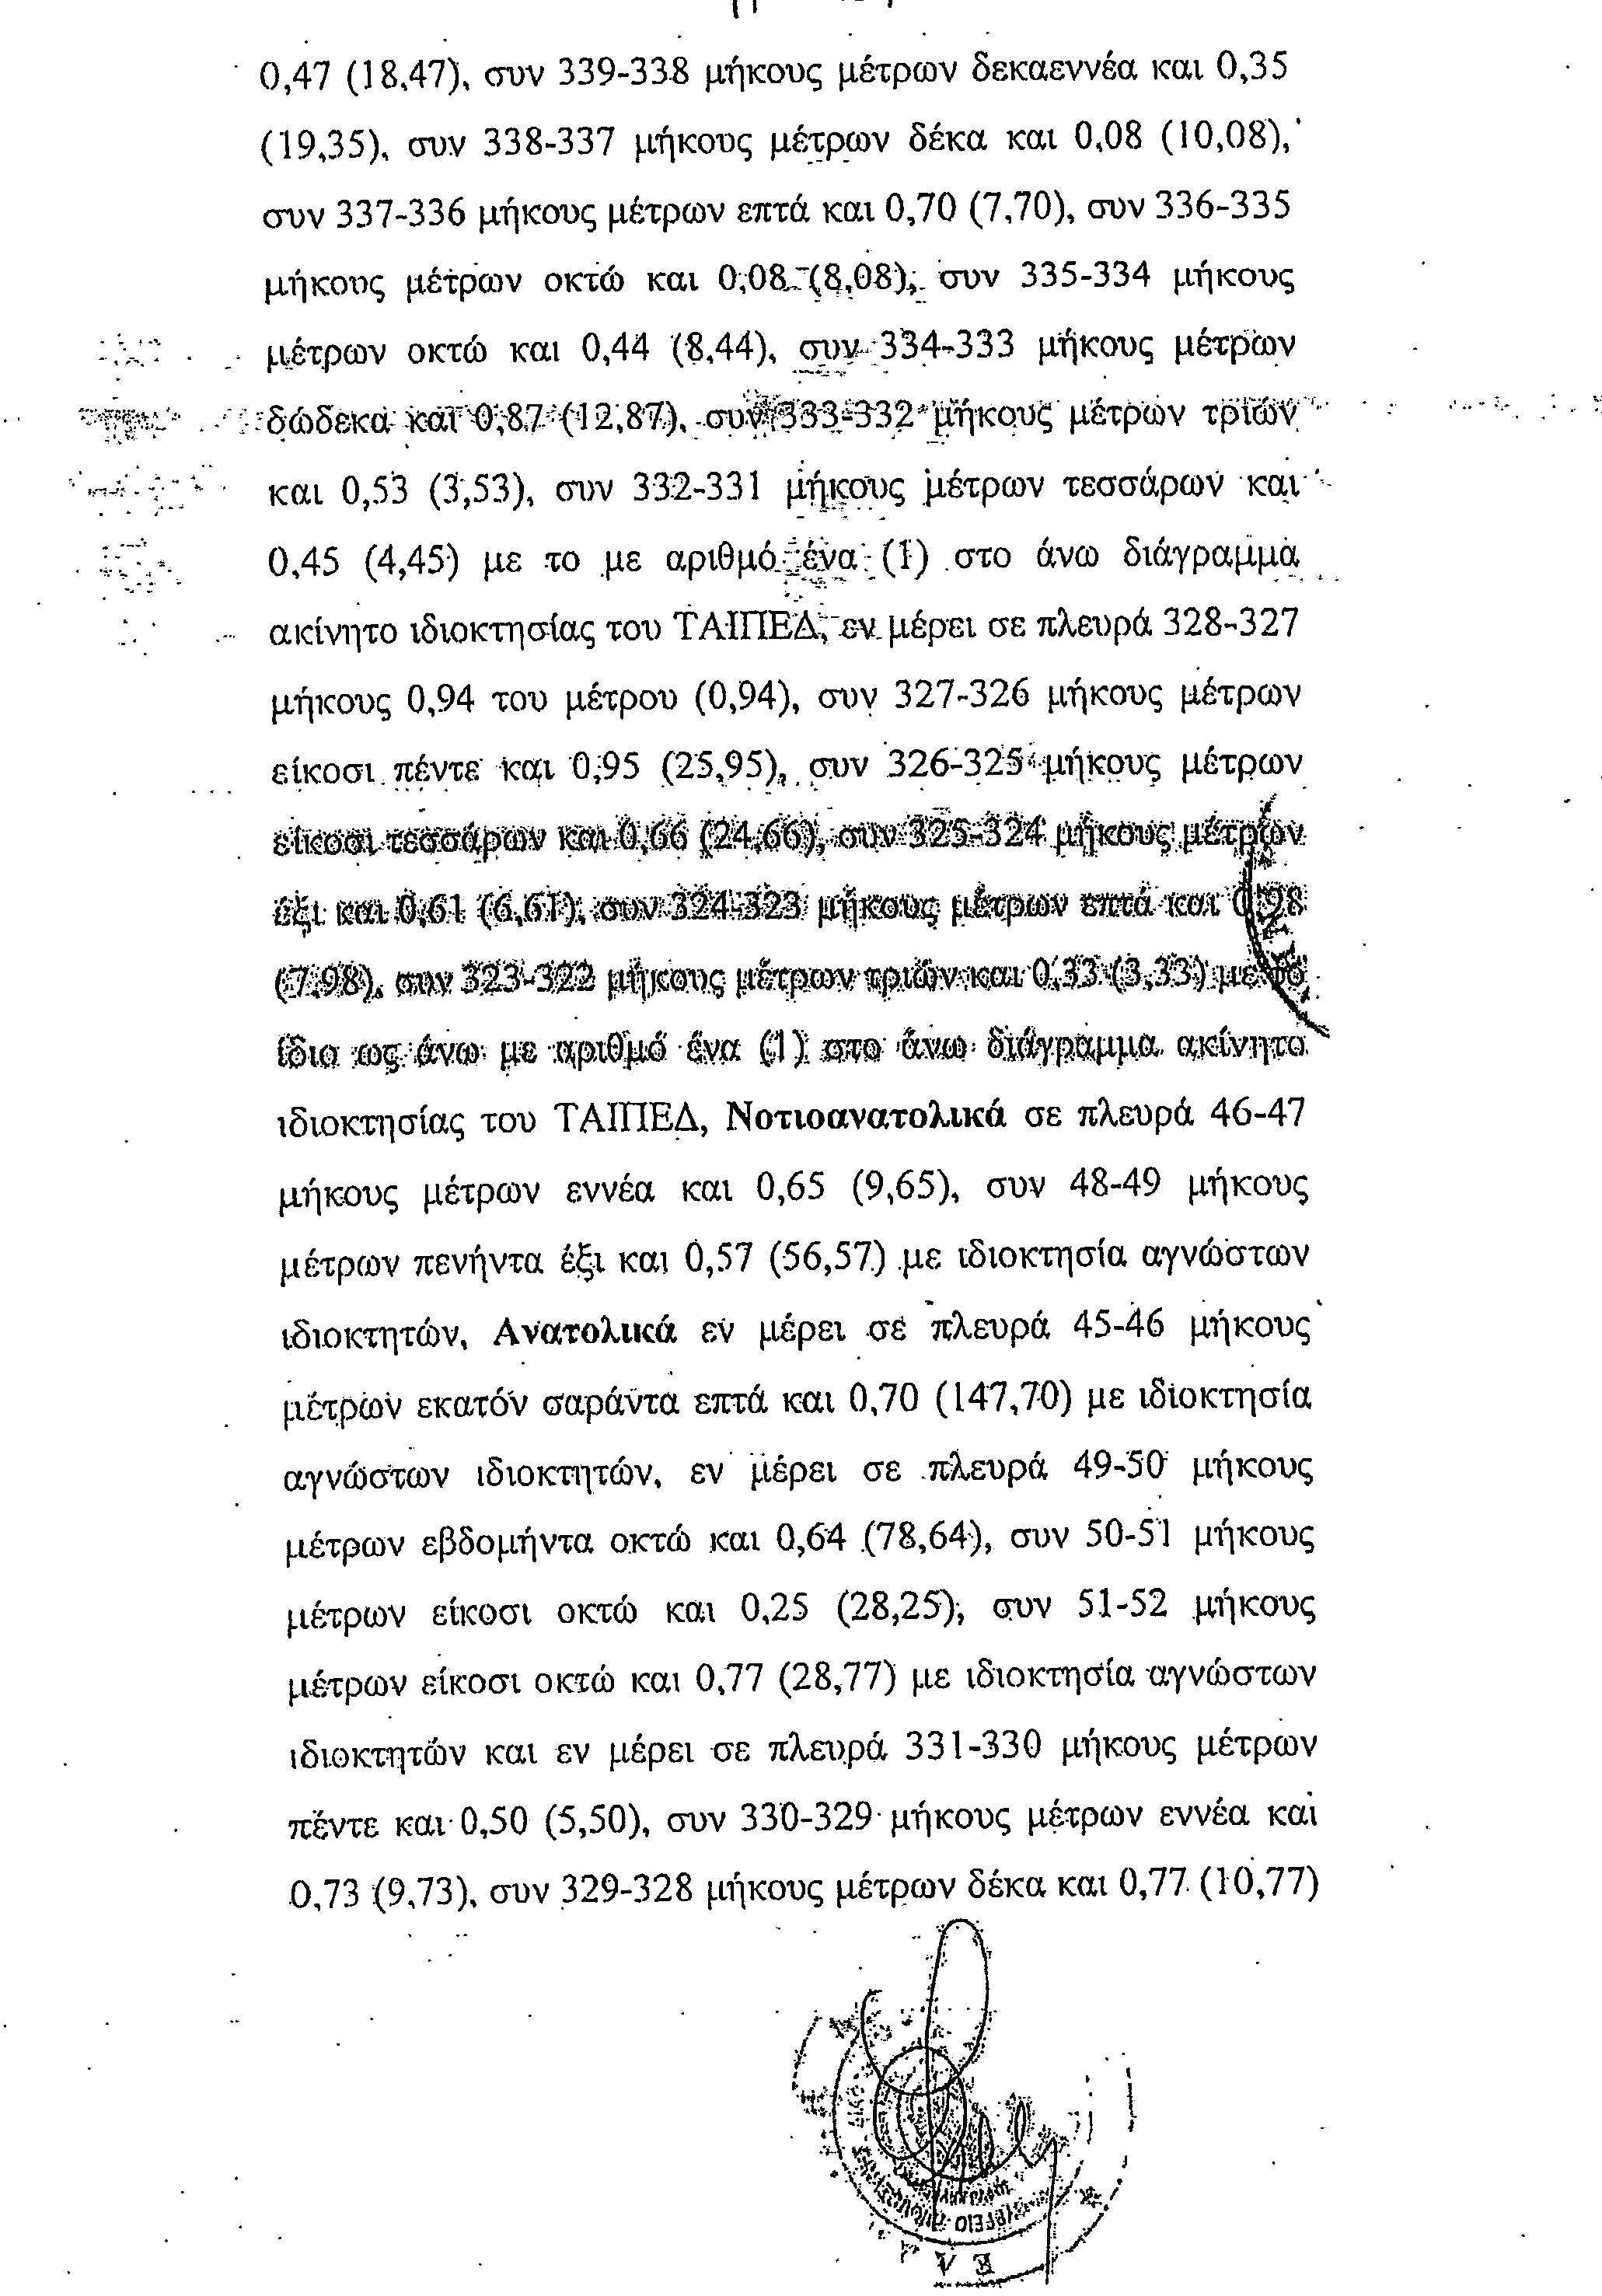 0,47 (18,47), συν 339-338 μήκους μέτρων δεκαεννέα και 0,35
(19,35), συν 338-337 μήκους μέτρων δέκα και 0,08 (10,08),
συν 337-336 μήκους μέτρων επτά και 0,70 (7,70), συν 336-335
μήκους μέτρων οκτώ και 0,08 (8,08), συν 335-334 μήκους
μέτρων οκτώ και 0,44 (8,44), συν 334-333 μήκους μέτρων
δώδεκα και 0,87 (12,87), συν 333-332 μήκους μέτρων τριών
και 0,53 (3,53), συν 332-331 μήκους μέτρων τεσσάρων και
0,45 (4,45) με το με αριθμό ένα (1) στο άνω διάγραμμα
ακίνητο ιδιοκτησίας του ΤΑΙΠΕΔ, εν μέρει σε πλευρά 328-327
μήκους 0,94 του μέτρου (0,94), συν 327-326 μήκους μέτρων
είκοσι πέντε και 0,95 (25,95), συν 326-325 μήκους μέτρων
είκοσι τεσσάρων και 0,66 (24,66), συν 325-324 μήκους μέτρων
έξι και 0,61 (6,61), συν 324-323 μήκους μέτρων επτά και 0,98
(7,98), συν 323-322 μήκους μέτρων τριών και 0,33 (3,33) με το
ίδιο ως άνω με αριθμό ένα (1) στο άνω διάγραμμα ακίνητο
ιδιοκτησίας του ΤΑΙΠΕΔ, Νοτιοανατολικά σε πλευρά 46-47
μήκους μέτρων εννέα και 0,65 (9,65), συν 48-49 μήκους
μέτρων πενήντα έξι και 0,57 (56,57) με ιδιοκτησία αγνώστων
ιδιοκτητών, Ανατολικά εν μέρει σε πλευρά 45-46 μήκους
μέτρων εκατόν σαράντα επτά και 0,70 (147,70) με ιδιοκτησία
αγνώστων ιδιοκτητών, εν μέρει σε πλευρά 49-50 μήκους
μέτρων εβδομήντα οκτώ και 0,64 (78,64), συν 50-51 μήκους
μέτρων είκοσι οκτώ και 0,25 (28,25), συν 51-52 μήκους
μέτρων είκοσι οκτώ και 0,77 (28,77) με ιδιοκτησία αγνώστων
ιδιοκτητών και εν μέρει σε πλευρά 331-330 μήκους μέτρων
πέντε και 0,50 (5,50), συν 330-329 μήκους μέτρων εννέα και
0,73 (9,73), συν 329-328 μήκους μέτρων δέκα και 0,77 (10,77)